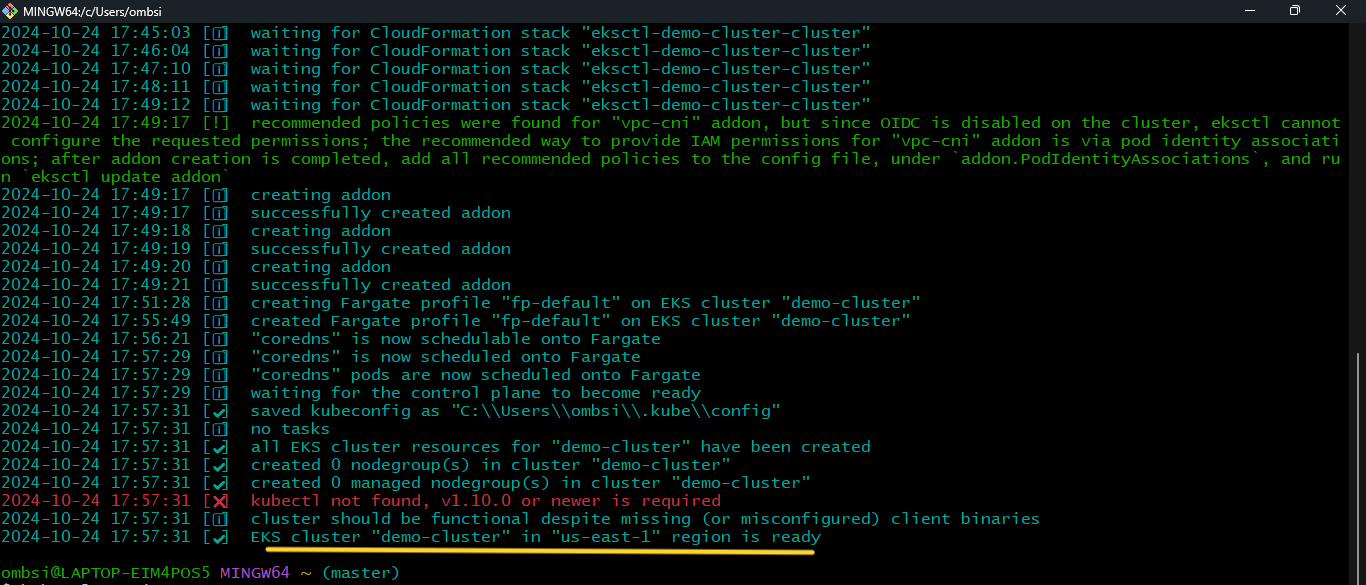 MINGW64:/c/Users/ombsi
2024-10-24 17:45:03 [ℹ]  waiting for CloudFormation stack "eksctl-demo-cluster-cluster"
2024-10-24 17:46:04 [ℹ]  waiting for CloudFormation stack "eksctl-demo-cluster-cluster"
2024-10-24 17:47:10 [ℹ]  waiting for CloudFormation stack "eksctl-demo-cluster-cluster"
2024-10-24 17:48:11 [ℹ]  waiting for CloudFormation stack "eksctl-demo-cluster-cluster"
2024-10-24 17:49:12 [ℹ]  waiting for CloudFormation stack "eksctl-demo-cluster-cluster"
2024-10-24 17:49:17 [!]  recommended policies were found for "vpc-cni" addon, but since OIDC is disabled on the cluster, eksctl cannot
configure the requested permissions; the recommended way to provide IAM permissions for "vpc-cni" addon is via pod identity associati
ons; after addon creation is completed, add all recommended policies to the config file, under `addon.PodIdentityAssociations`, and ru
n `eksctl update addon`
2024-10-24 17:49:17 [ℹ]  creating addon
2024-10-24 17:49:17 [ℹ]  successfully created addon
2024-10-24 17:49:18 [ℹ]  creating addon
2024-10-24 17:49:19 [ℹ]  successfully created addon
2024-10-24 17:49:20 [ℹ]  creating addon
2024-10-24 17:49:21 [ℹ]  successfully created addon
2024-10-24 17:51:28 [ℹ]  creating Fargate profile "fp-default" on EKS cluster "demo-cluster"
2024-10-24 17:55:49 [ℹ]  created Fargate profile "fp-default" on EKS cluster "demo-cluster"
2024-10-24 17:56:21 [ℹ]  "coredns" is now schedulable onto Fargate
2024-10-24 17:57:29 [ℹ]  "coredns" is now scheduled onto Fargate
2024-10-24 17:57:29 [ℹ]  "coredns" pods are now scheduled onto Fargate
2024-10-24 17:57:29 [ℹ]  waiting for the control plane to become ready
2024-10-24 17:57:31 [✔]  saved kubeconfig as "C:\\Users\\ombsi\\.kube\\config"
2024-10-24 17:57:31 [ℹ]  no tasks
2024-10-24 17:57:31 [✔]  all EKS cluster resources for "demo-cluster" have been created
2024-10-24 17:57:31 [✔]  created 0 nodegroup(s) in cluster "demo-cluster"
2024-10-24 17:57:31 [✔]  created 0 managed nodegroup(s) in cluster "demo-cluster"
2024-10-24 17:57:31 [✖]  kubectl not found, v1.10.0 or newer is required
2024-10-24 17:57:31 [ℹ]  cluster should be functional despite missing (or misconfigured) client binaries
2024-10-24 17:57:31 [✔]  EKS cluster "demo-cluster" in "us-east-1" region is ready
ombsi@LAPTOP-EIM4POS5 MINGW64 ~ (master)